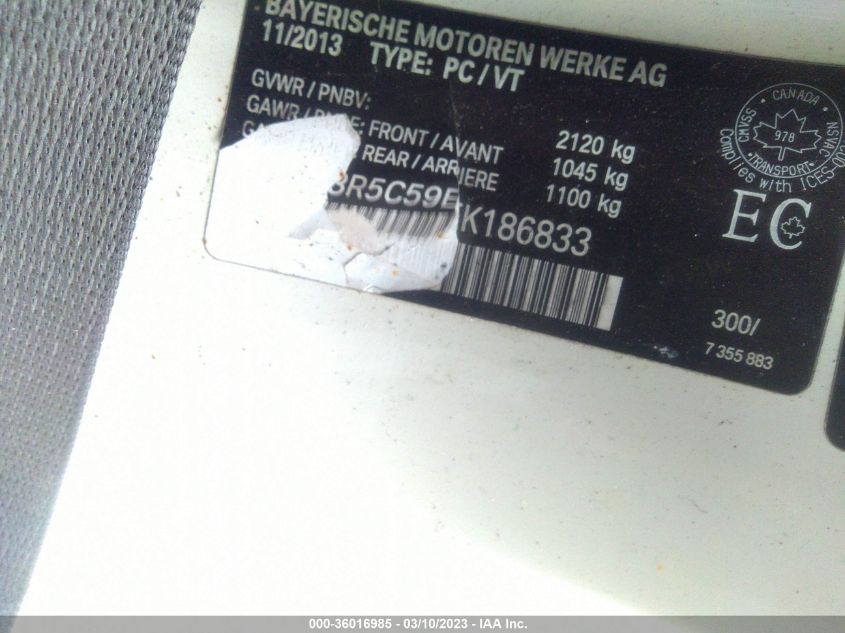 BAYERISCHE MOTOREN WERKE AG
11/2013 TYPE: PC / VT
GVWR / PNBV: 2120 kg
GAWR / FRONT / AVANT 1045 kg
REAR / 1100 kg
R5C59E K186833
CANADA
CMVSS
NSVAC
978
TRANSPORT
Complies with ICES-
EC
300/
7 355 883
000-36016985 - 03/10/2023 - IAA Inc.